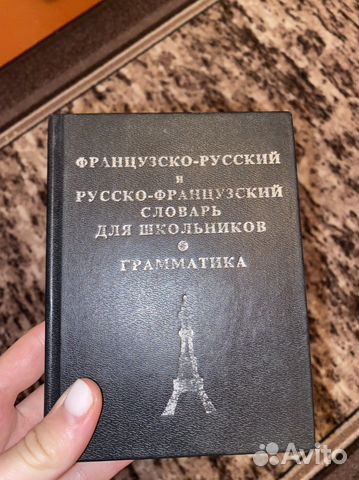 ФРАНЦУЗСКО-РУССКИЙ
и
РУССКО-ФРАНЦУЗСКИЙ
СЛОВАРЬ
ДЛЯ ШКОЛЬНИКОВ
ГРАММАТИКА
Avito